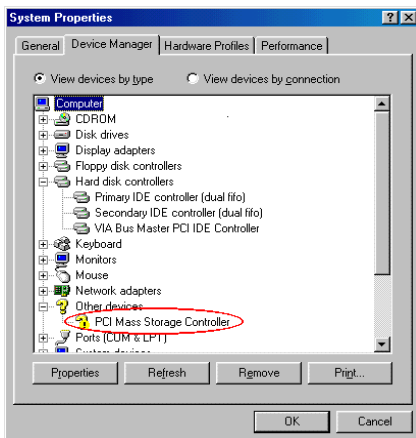 System Properties
General Device Manager Hardware Profiles Performance
View devices by type View devices by connection
Computer
CDROM
Disk drives
Display adapters
Floppy disk controllers
Hard disk controllers
Primary IDE controller (dual fifo)
Secondary IDE controller (dual fifo)
VIA Bus Master PCI IDE Controller
Keyboard
Monitors
Mouse
Network adapters
Other devices
PCI Mass Storage Controller
Ports (COM & LPT)
Properties Refresh Remove Print...
OK Cancel